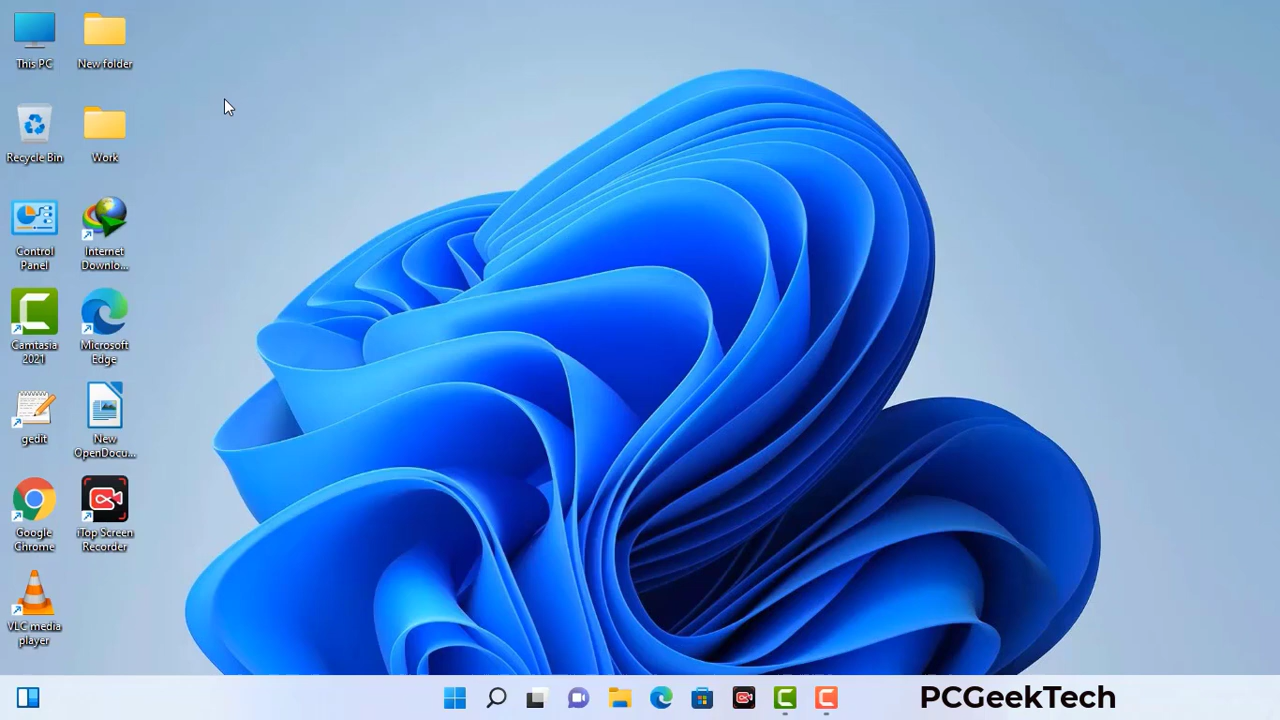 This PC
New folder
Recycle Bin
Work
Control
Panel
Internet
Downlo...
Camtasia
2021
Microsoft
Edge
gedit
New
OpenDocu...
Google
Chrome
iTop Screen
Recorder
VLC media
player
PCGeekTech